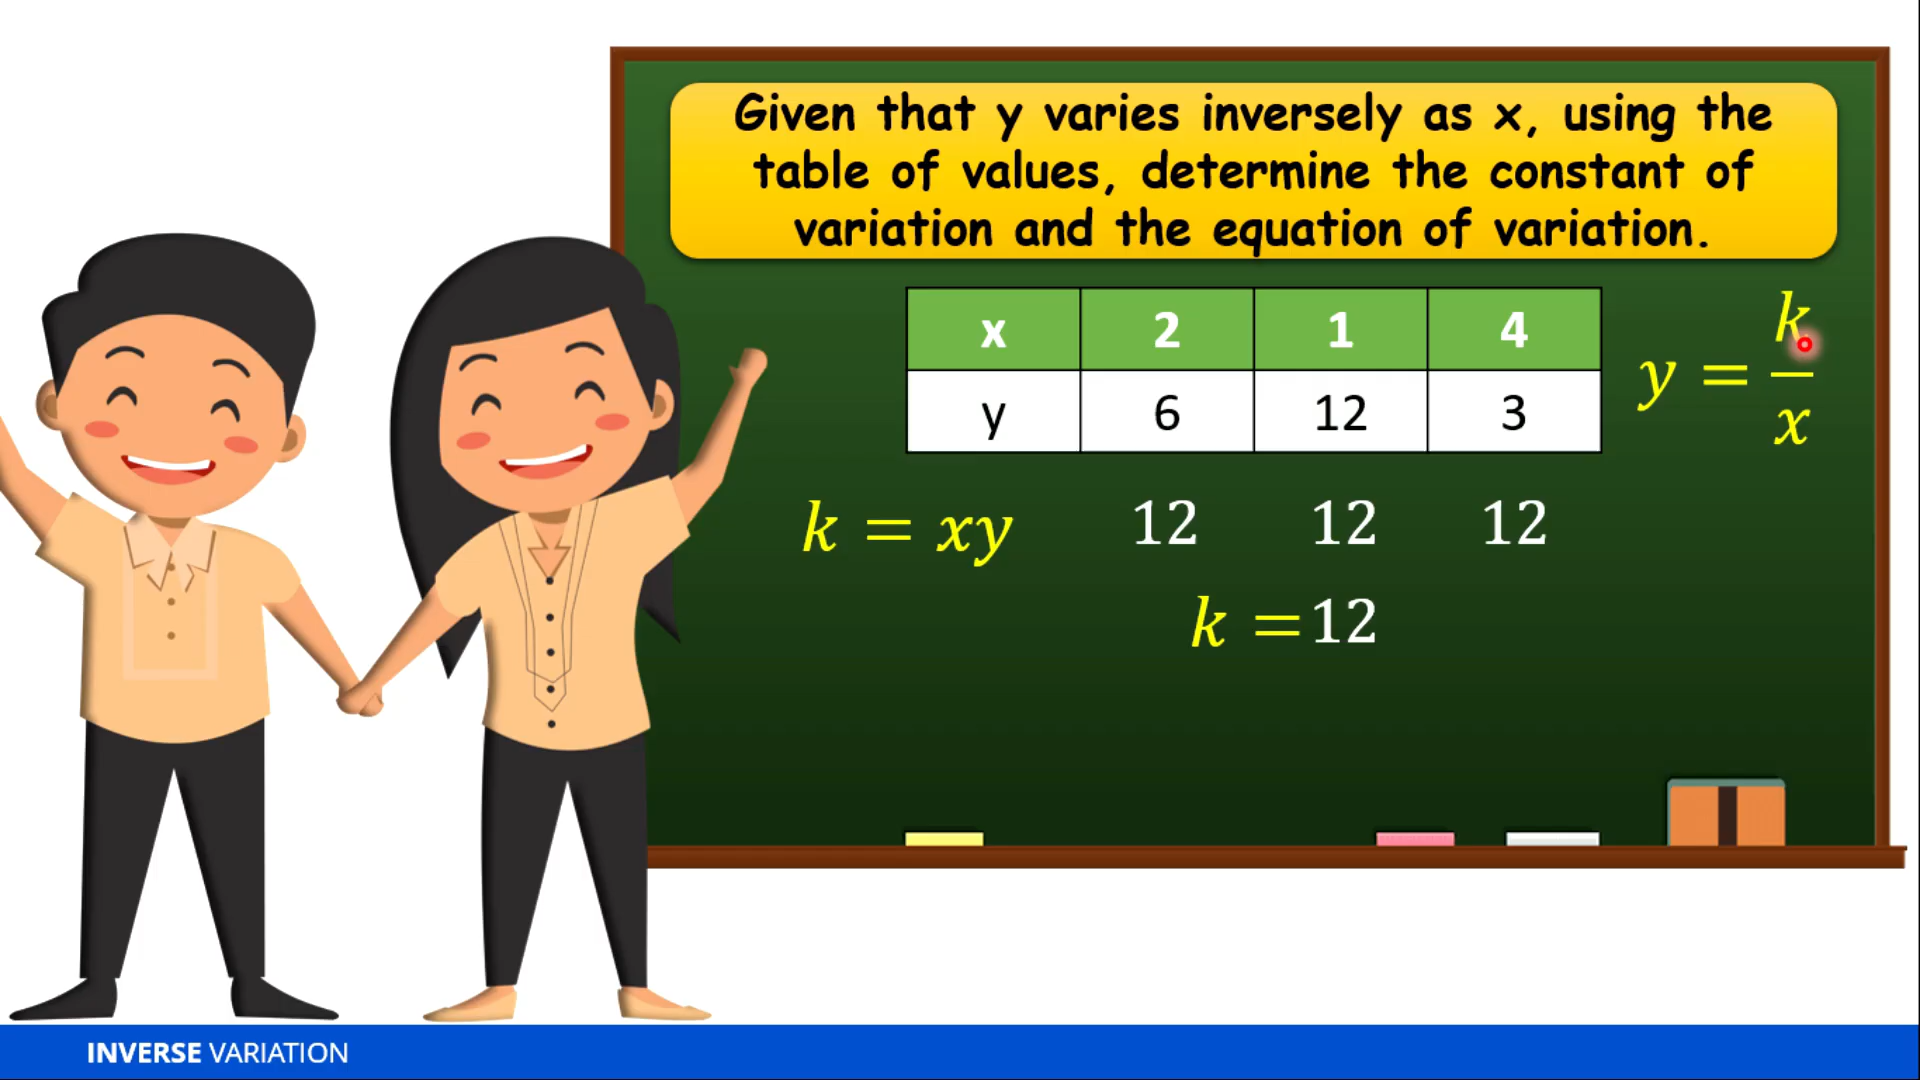 Given that y varies inversely as x, using the
table of values, determine the constant of
variation and the equation of variation.
x 2 1 4
y 6 12 3
y = k/x
k = xy 12 12 12
k = 12
INVERSE VARIATION